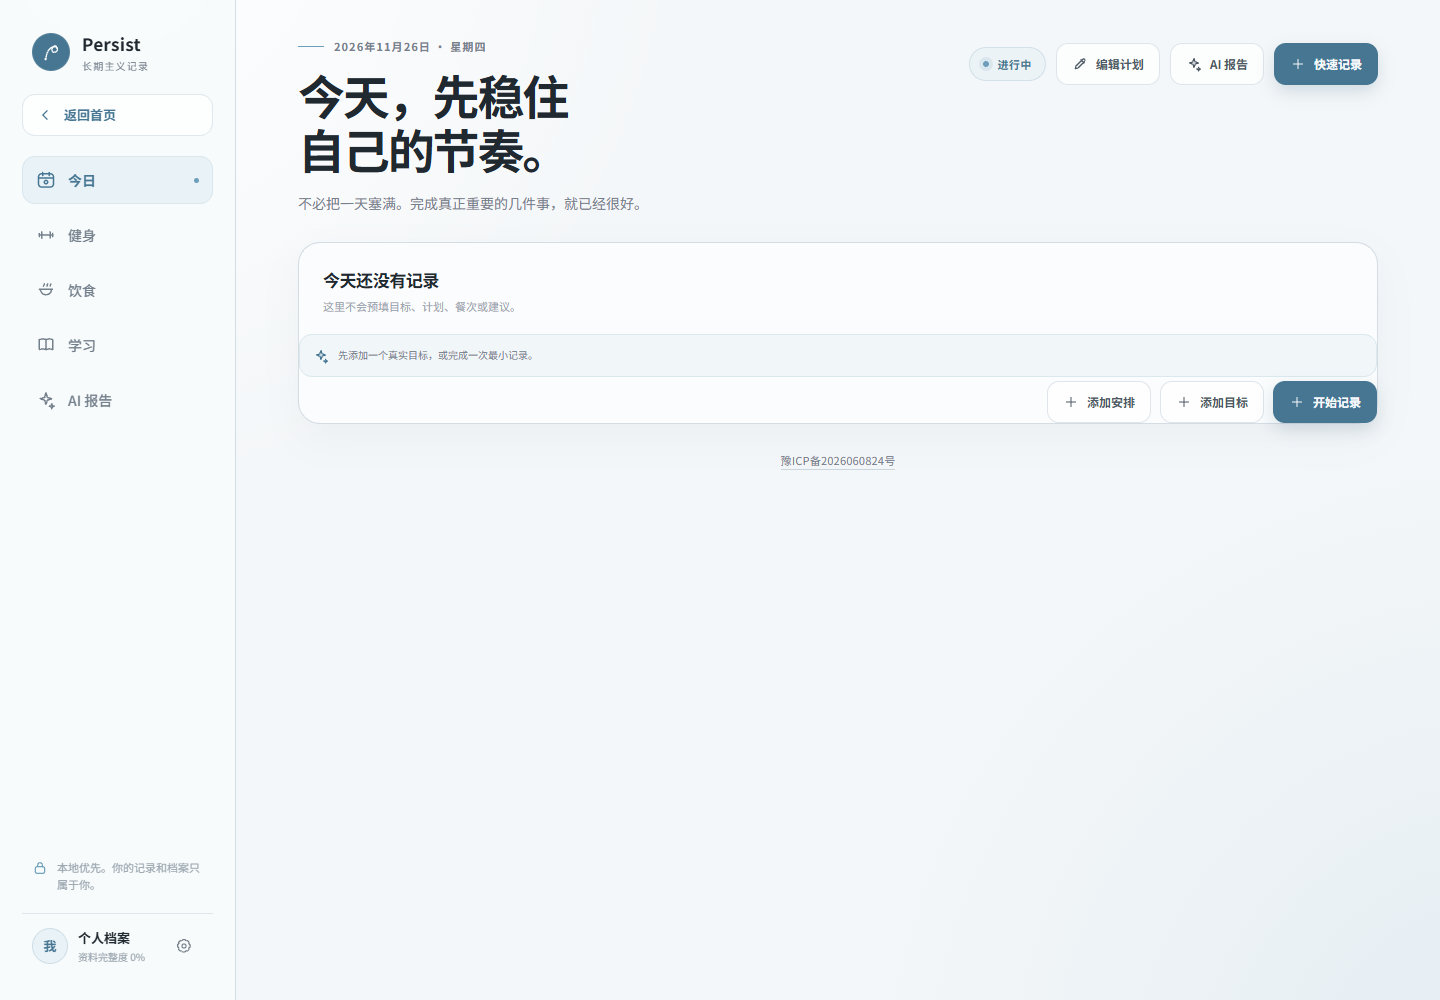 Persist
长期主义记录
返回首页
今日
健身
饮食
学习
AI 报告
本地优先。你的记录和档案只
属于你。
我
个人档案
资料完整度 0%
2026年11月26日 · 星期四
今天，先稳住
自己的节奏。
不必把一天塞满。完成真正重要的几件事，就已经很好。
进行中
编辑计划
AI 报告
快速记录
今天还没有记录
这里不会预填目标、计划、餐次或建议。
先添加一个真实目标，或完成一次最小记录。
添加安排
添加目标
开始记录
豫ICP备2026060824号